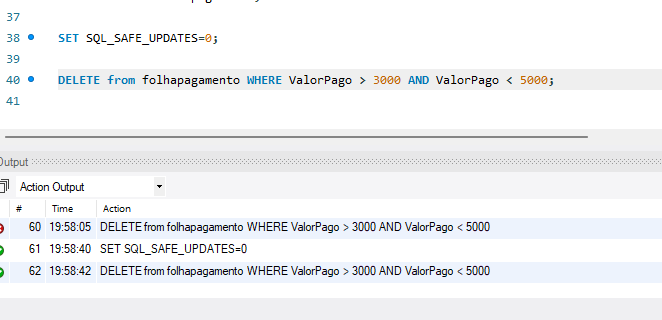 37
38 SET SQL_SAFE_UPDATES=0;
39
40 DELETE from folhapagamento WHERE ValorPago > 3000 AND ValorPago < 5000;
41
Output
Action Output
# Time Action
60 19:58:05 DELETE from folhapagamento WHERE ValorPago > 3000 AND ValorPago < 5000
61 19:58:40 SET SQL_SAFE_UPDATES=0
62 19:58:42 DELETE from folhapagamento WHERE ValorPago > 3000 AND ValorPago < 5000